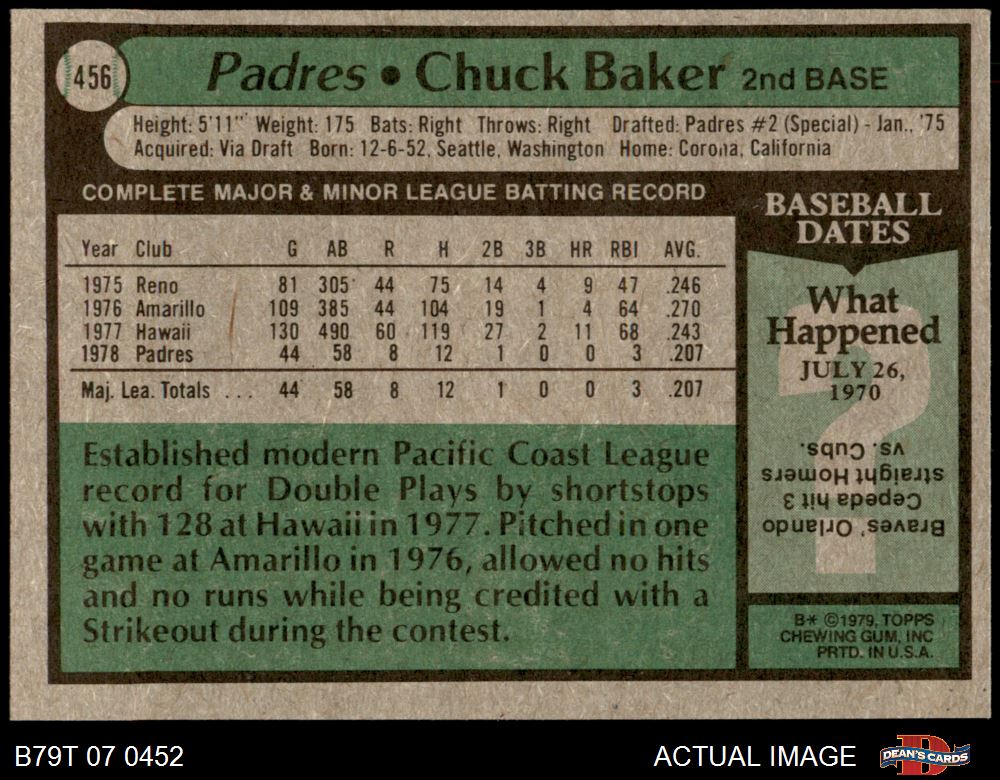 456
Padres • Chuck Baker 2nd BASE
Height: 5'11" Weight: 175 Bats: Right Throws: Right Drafted: Padres #2 (Special) - Jan., '75
Acquired: Via Draft Born: 12-6-52, Seattle, Washington Home: Corona, California
COMPLETE MAJOR & MINOR LEAGUE BATTING RECORD
Year Club G AB R H 2B 3B HR RBI AVG.
1975 Reno 81 305 44 75 14 4 9 47 .246
1976 Amarillo 109 385 44 104 19 1 4 64 .270
1977 Hawaii 130 490 60 119 27 2 11 68 .243
1978 Padres 44 58 8 12 1 0 0 3 .207
Maj. Lea. Totals . . . 44 58 8 12 1 0 0 3 .207
Established modern Pacific Coast League
record for Double Plays by shortstops
with 128 at Hawaii in 1977. Pitched in one
game at Amarillo in 1976, allowed no hits
and no runs while being credited with a
Strikeout during the contest.
BASEBALL
DATES
What
Happened
JULY 26,
1970
?
Braves' Orlando
Cepeda hit 3
straight Homers
vs. Cubs.
B* ©1979, TOPPS
CHEWING GUM, INC
PRTD. IN U.S.A.
B79T 07 0452
ACTUAL IMAGE
D
DEAN'S CARDS